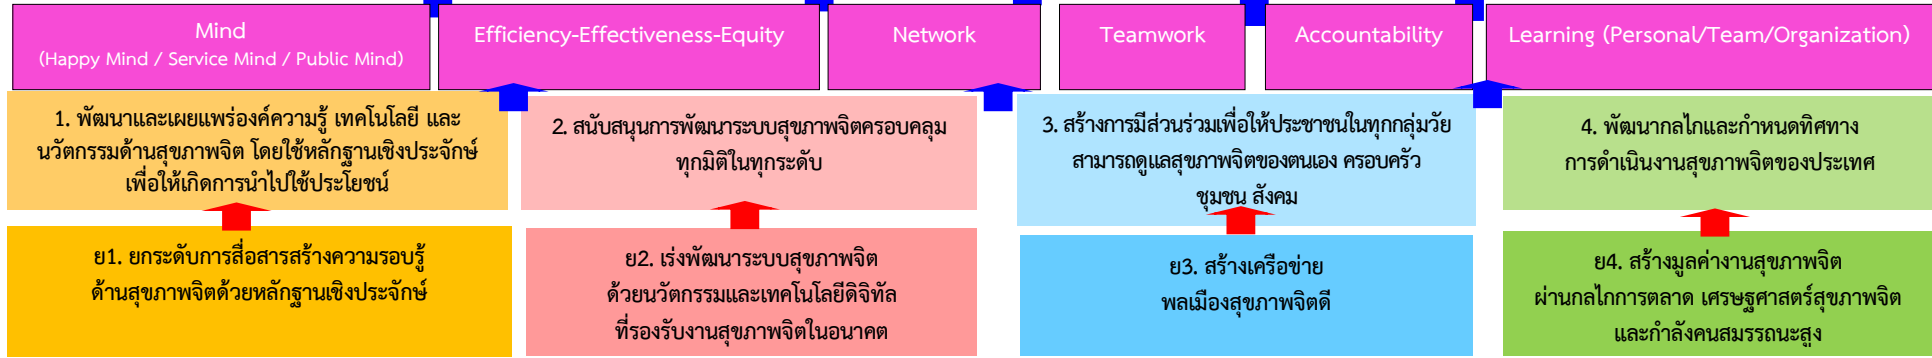 Mind
(Happy Mind / Service Mind / Public Mind)
Efficiency-Effectiveness-Equity
Network
Teamwork
Accountability
Learning (Personal/Team/Organization)
1. พัฒนาและเผยแพร่องค์ความรู้ เทคโนโลยี และ
นวัตกรรมด้านสุขภาพจิต โดยใช้หลักฐานเชิงประจักษ์
เพื่อให้เกิดการนำไปใช้ประโยชน์
2. สนับสนุนการพัฒนาระบบสุขภาพจิตครอบคลุม
ทุกมิติในทุกระดับ
3. สร้างการมีส่วนร่วมเพื่อให้ประชาชนในทุกกลุ่มวัย
สามารถดูแลสุขภาพจิตของตนเอง ครอบครัว
ชุมชน สังคม
4. พัฒนากลไกและกำหนดทิศทาง
การดำเนินงานสุขภาพจิตของประเทศ
ย1. ยกระดับการสื่อสารสร้างความรอบรู้
ด้านสุขภาพจิตด้วยหลักฐานเชิงประจักษ์
ย2. เร่งพัฒนาระบบสุขภาพจิต
ด้วยนวัตกรรมและเทคโนโลยีดิจิทัล
ที่รองรับงานสุขภาพจิตในอนาคต
ย3. สร้างเครือข่าย
พลเมืองสุขภาพจิตดี
ย4. สร้างมูลค่างานสุขภาพจิต
ผ่านกลไกการตลาด เศรษฐศาสตร์สุขภาพจิต
และกำลังคนสมรรถนะสูง